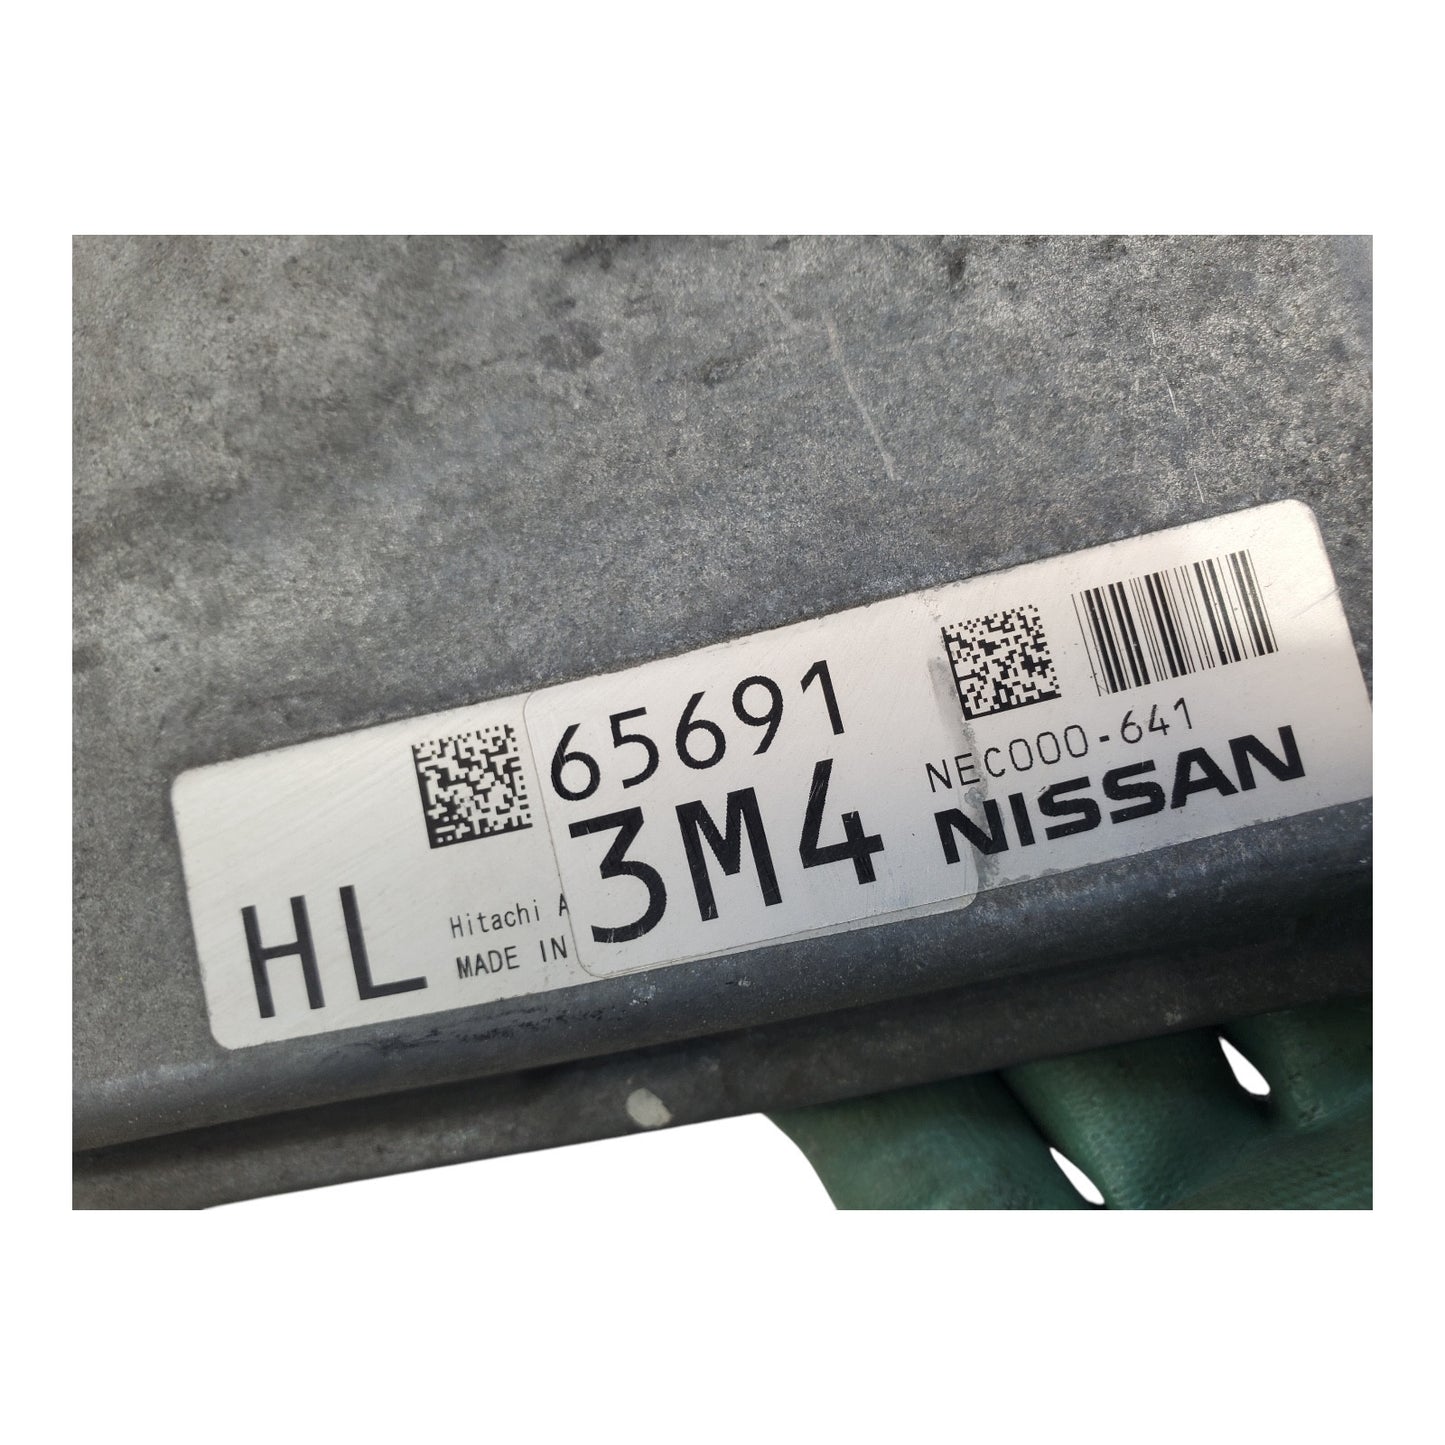 HL
Hitachi A
MADE IN
65691
3M4
NEC000-641
NISSAN